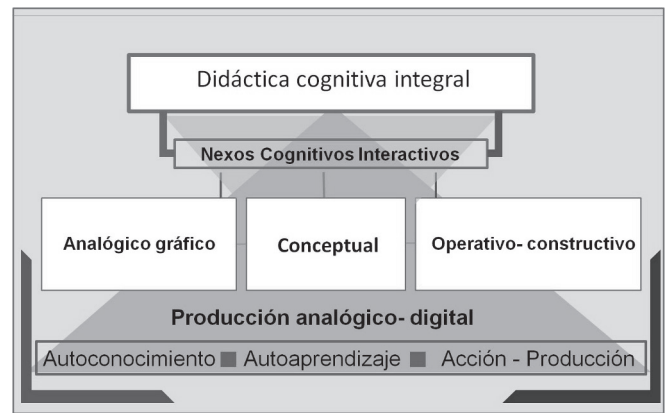 Didáctica cognitiva integral
Nexos Cognitivos Interactivos
Analógico gráfico
Conceptual
Operativo- constructivo
Producción analógico- digital
Autoconocimiento ■ Autoaprendizaje ■ Acción - Producción